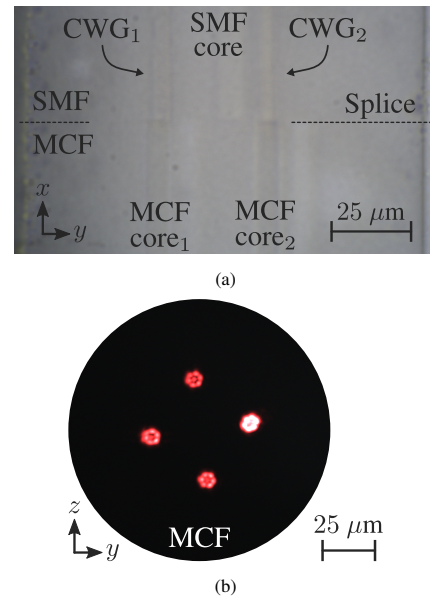 CWG₁ SMF core CWG₂
SMF Splice
MCF
x
y
MCF core₁ MCF core₂ 25 μm
(a)
z
y
MCF 25 μm
(b)